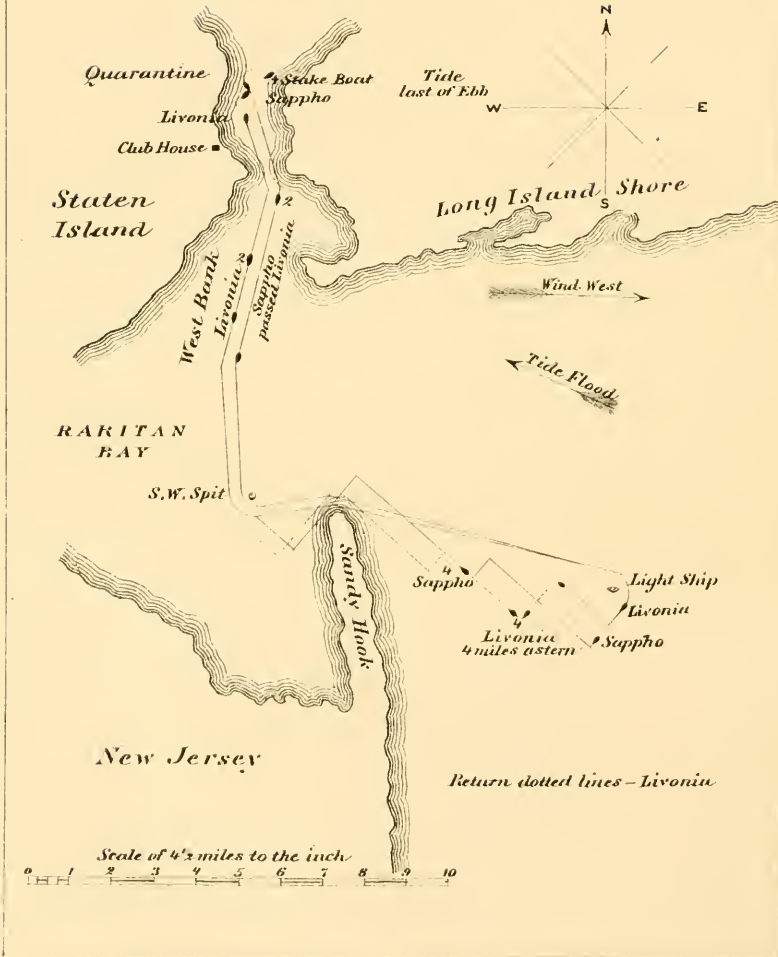 N
Quarantine
4 Stake Boat
Sappho
Tide
last of Ebb
Livonia
W
E
Club House
S
Staten
Island
Long Island Shore
2
West Bank
Livonia
2
Sappho
passed Livonia
Wind West
Tide Flood
RARITAN
BAY
S.W. Spit
Sandy Hook
4
Sappho
Light Ship
Livonia
4
Livonia
4 miles astern
Sappho
New Jersey
Return dotted lines – Livonia
Scale of 4½ miles to the inch
0 1 2 3 4 5 6 7 8 9 10